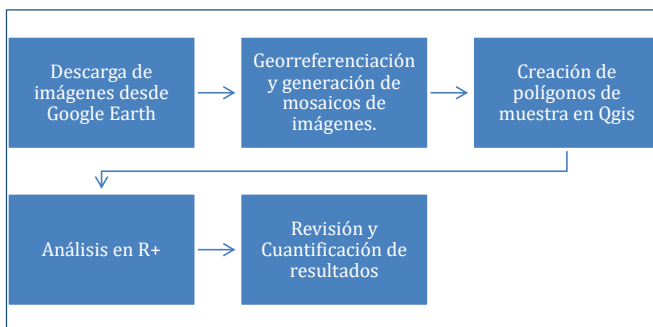 Descarga de
imágenes desde
Google Earth
Georreferenciación
y generación de
mosaicos de
imágenes.
Creación de
polígonos de
muestra en Qgis
Análisis en R+
Revisión y
Cuantificación de
resultados